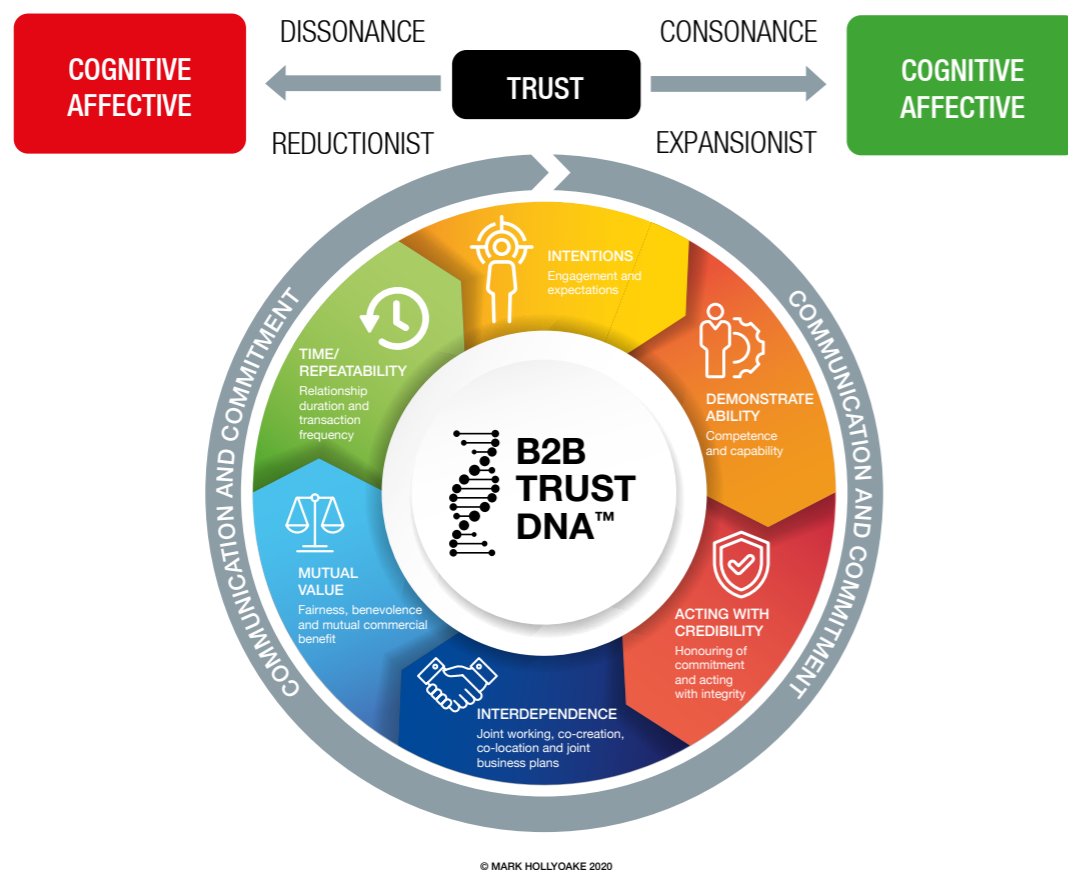 COGNITIVE
AFFECTIVE
DISSONANCE
REDUCTIONIST
TRUST
CONSONANCE
EXPANSIONIST
COGNITIVE
AFFECTIVE
INTENTIONS
Engagement and
expectations
DEMONSTRATE
ABILITY
Competence
and capability
ACTING WITH
CREDIBILITY
Honouring of
commitment
and acting
with integrity
INTERDEPENDENCE
Joint working, co-creation,
co-location and joint
business plans
MUTUAL
VALUE
Fairness, benevolence
and mutual commercial
benefit
TIME/
REPEATABILITY
Relationship
duration and
transaction
frequency
COMMUNICATION AND COMMITMENT
COMMUNICATION AND COMMITMENT
B2B
TRUST
DNA™
© MARK HOLLYOAKE 2020